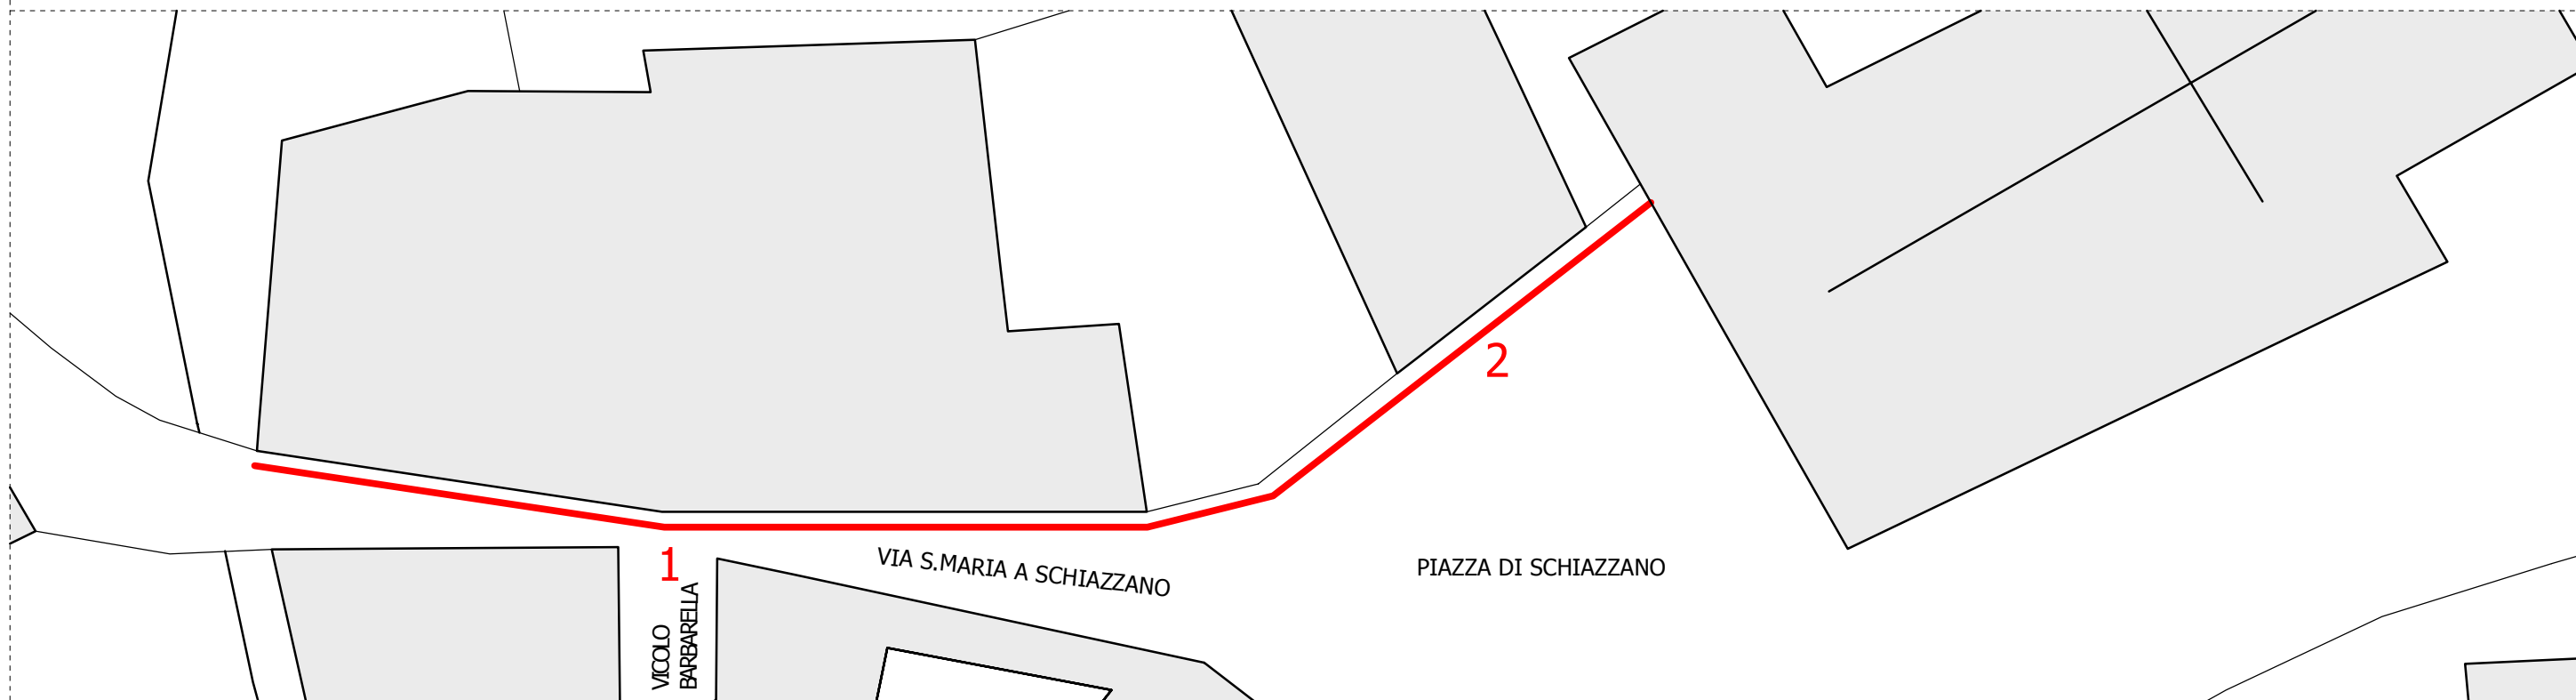 2
1
VIA S.MARIA A SCHIAZZANO
PIAZZA DI SCHIAZZANO
VICOLO
BARBARELLA